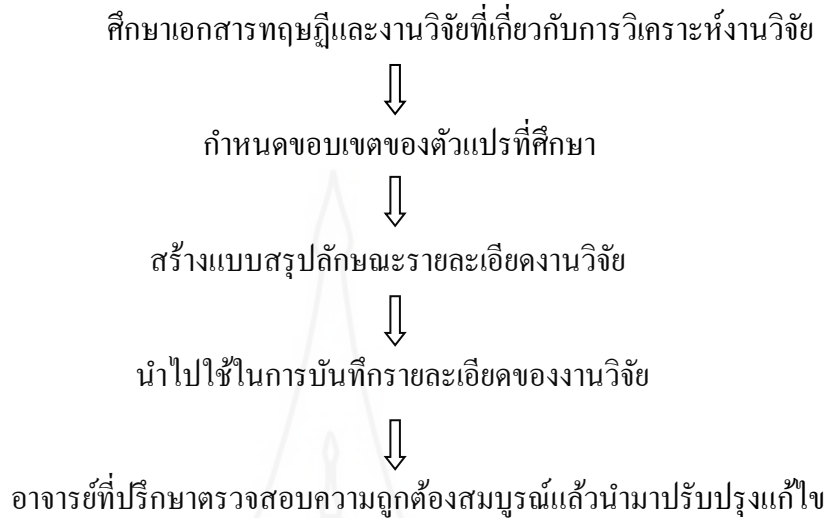 ศึกษาเอกสารทฤษฎีและงานวิจัยที่เกี่ยวกับการวิเคราะห์งานวิจัย
กำหนดขอบเขตของตัวแปรที่ศึกษา
สร้างแบบสรุปลักษณะรายละเอียดงานวิจัย
นำไปใช้ในการบันทึกรายละเอียดของงานวิจัย
อาจารย์ที่ปรึกษาตรวจสอบความถูกต้องสมบูรณ์แล้วนำมาปรับปรุงแก้ไข